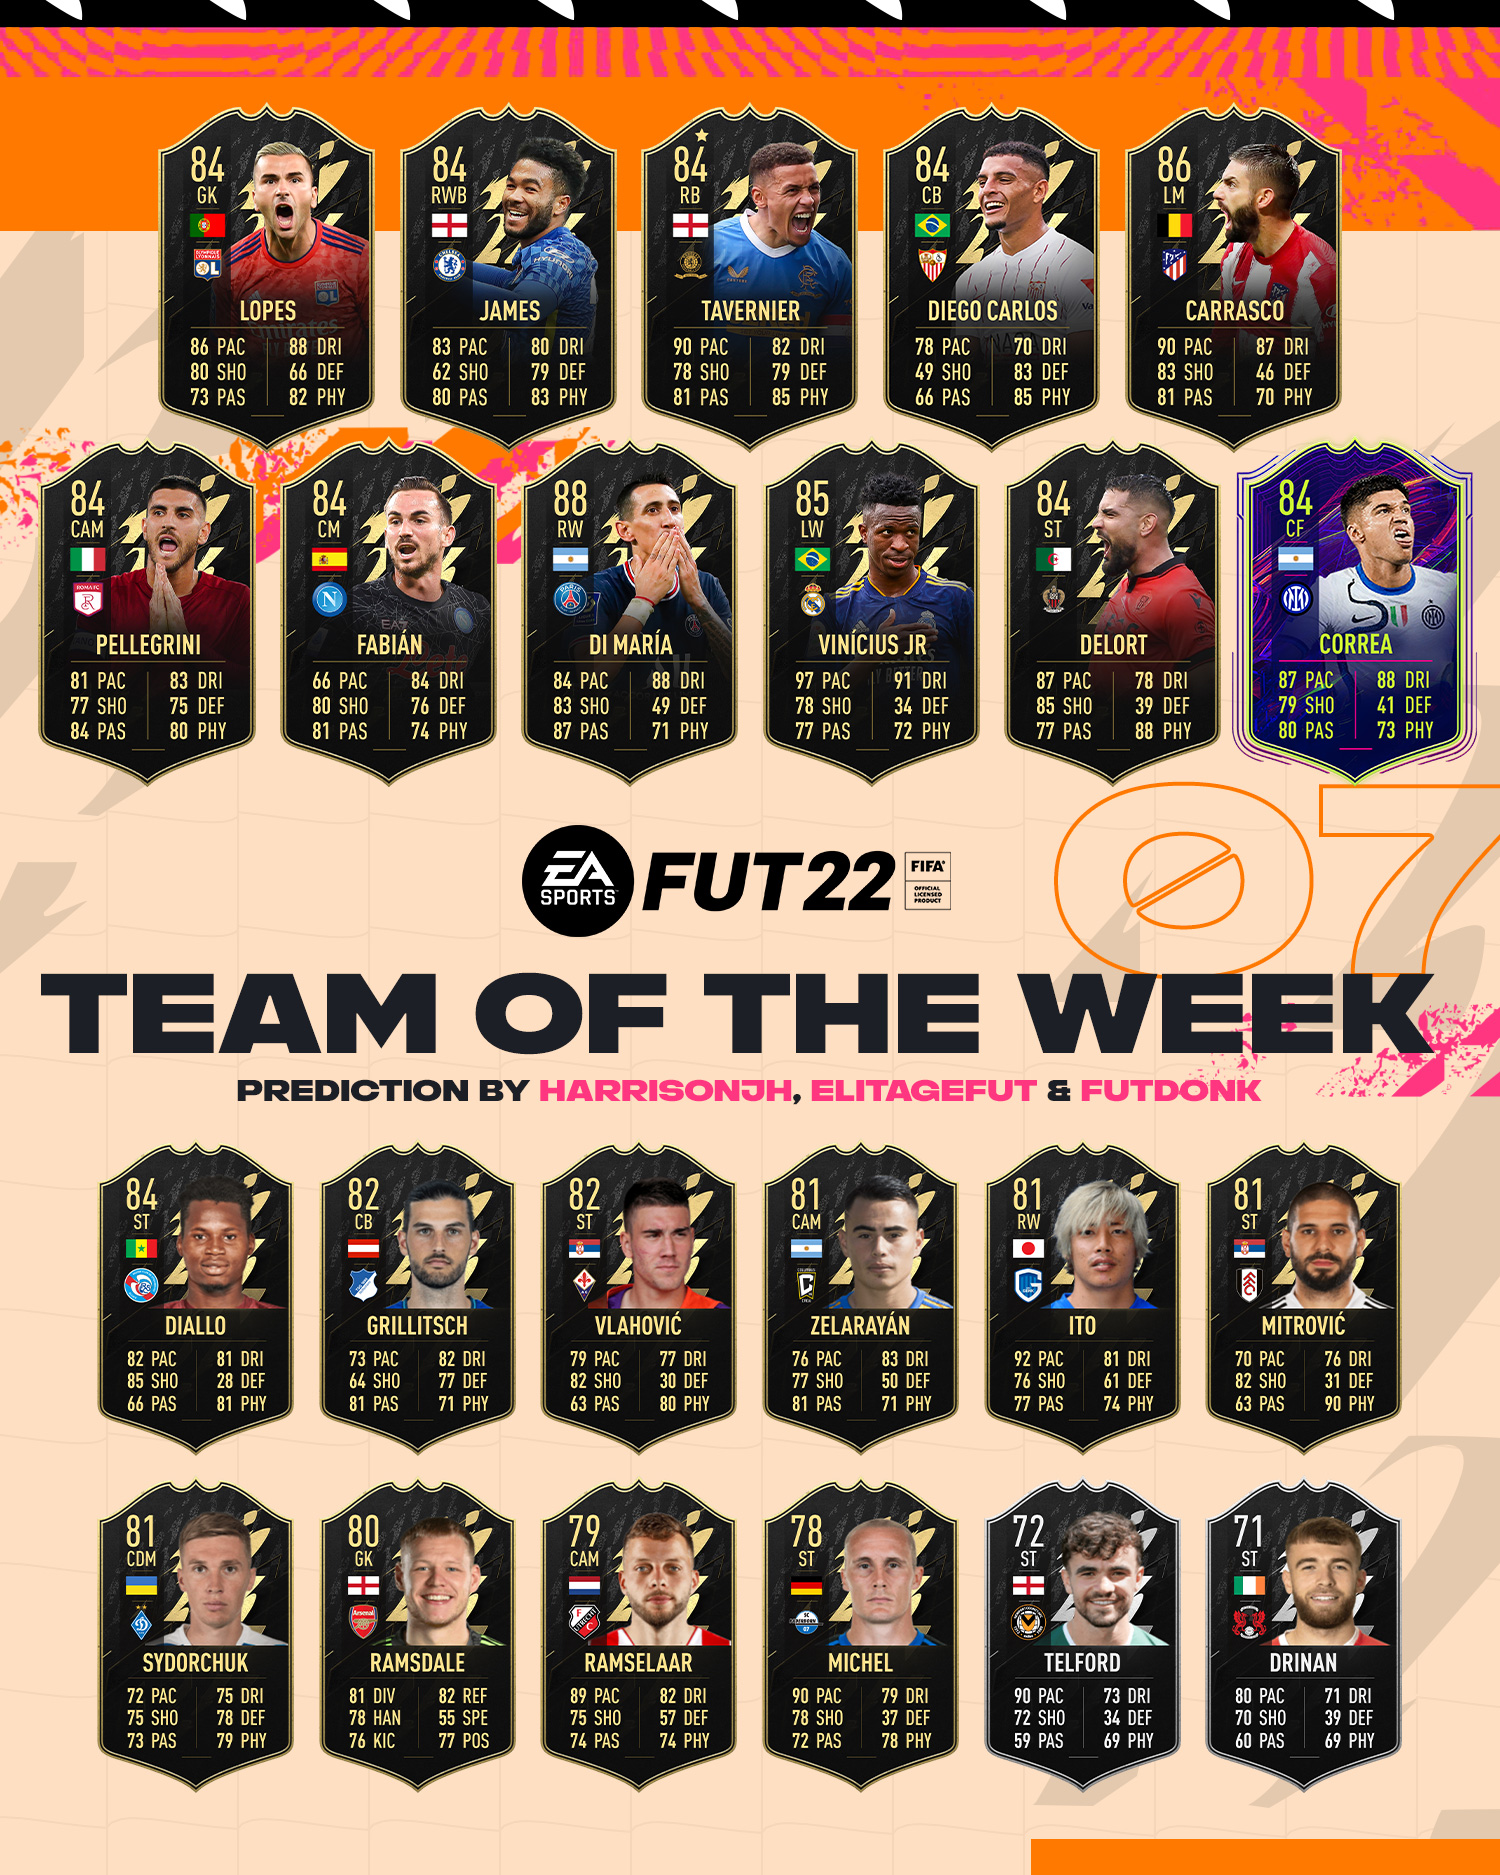 84 84 84 84 86
GK RWB RB CB LM
LOPES JAMES TAVERNIER DIEGO CARLOS CARRASCO
86 PAC 88 DRI 83 PAC 80 DRI 90 PAC 82 DRI 78 PAC 70 DRI 90 PAC 87 DRI
80 SHO 66 DEF 62 SHO 79 DEF 78 SHO 79 DEF 49 SHO 83 DEF 83 SHO 46 DEF
73 PAS 82 PHY 80 PAS 83 PHY 81 PAS 85 PHY 66 PAS 85 PHY 81 PAS 70 PHY
84 84 88 85 84 84
CAM CM RW LW ST CF
PELLEGRINI FABIÁN DI MARÍA VINÍCIUS JR DELORT CORREA
81 PAC 83 DRI 66 PAC 84 DRI 84 PAC 88 DRI 97 PAC 91 DRI 87 PAC 78 DRI 87 PAC 88 DRI
77 SHO 75 DEF 80 SHO 76 DEF 83 SHO 49 DEF 78 SHO 34 DEF 85 SHO 39 DEF 79 SHO 41 DEF
84 PAS 80 PHY 81 PAS 74 PHY 87 PAS 71 PHY 77 PAS 72 PHY 77 PAS 88 PHY 80 PAS 73 PHY
07
EA SPORTS FUT 22 FIFA OFFICIAL LICENSED PRODUCT
TEAM OF THE WEEK
PREDICTION BY HARRISONJH, ELITAGEFUT & FUTDONK
84 82 82 81 81 81
ST CB ST CAM RW ST
DIALLO GRILLITSCH VLAHOVIĆ ZELARAYÁN ITO MITROVIĆ
82 PAC 81 DRI 73 PAC 82 DRI 79 PAC 77 DRI 76 PAC 83 DRI 92 PAC 81 DRI 70 PAC 76 DRI
85 SHO 28 DEF 64 SHO 77 DEF 82 SHO 30 DEF 77 SHO 50 DEF 76 SHO 61 DEF 82 SHO 31 DEF
66 PAS 81 PHY 81 PAS 71 PHY 63 PAS 80 PHY 81 PAS 71 PHY 77 PAS 74 PHY 63 PAS 90 PHY
81 80 79 78 72 71
CDM GK CAM ST ST ST
SYDORCHUK RAMSDALE RAMSELAAR MICHEL TELFORD DRINAN
72 PAC 75 DRI 81 DIV 82 REF 89 PAC 82 DRI 90 PAC 79 DRI 90 PAC 73 DRI 80 PAC 71 DRI
75 SHO 78 DEF 78 HAN 55 SPE 75 SHO 57 DEF 78 SHO 37 DEF 72 SHO 34 DEF 70 SHO 39 DEF
73 PAS 79 PHY 76 KIC 77 POS 74 PAS 74 PHY 72 PAS 78 PHY 59 PAS 69 PHY 60 PAS 69 PHY